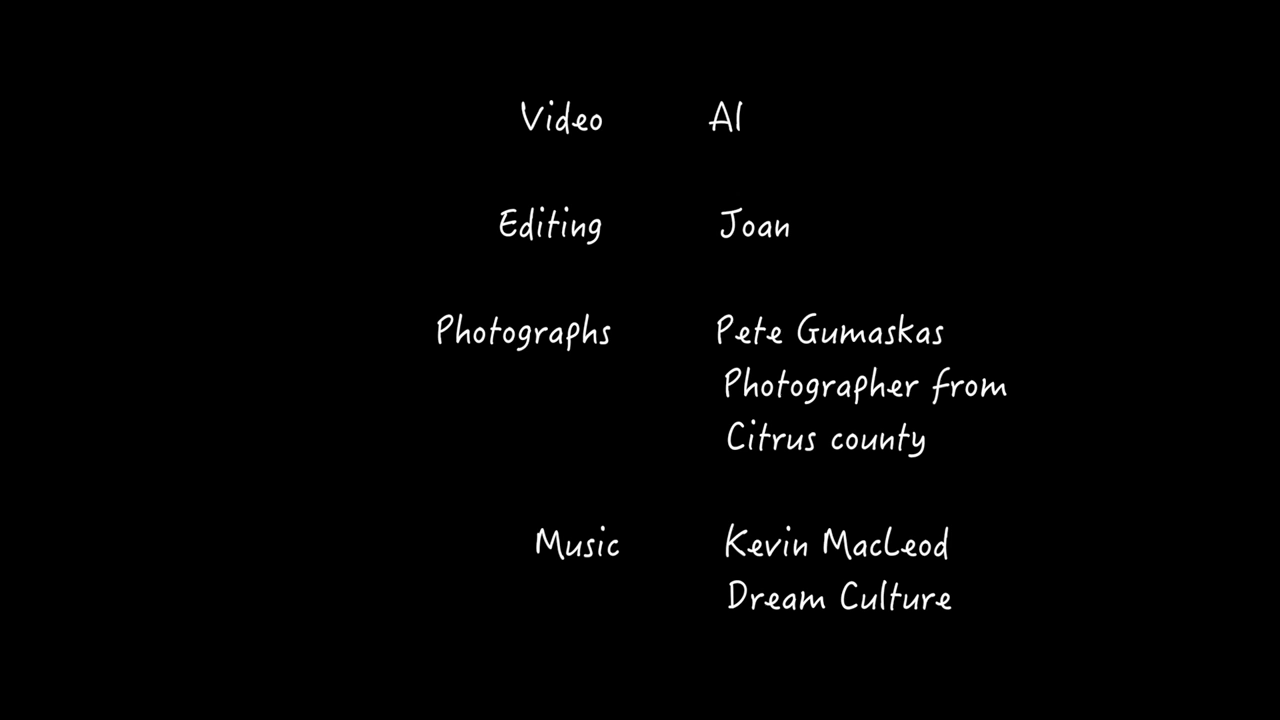 Video Al
Editing Joan
Photographs Pete Gumaskas
Photographer from
Citrus county
Music Kevin MacLeod
Dream Culture